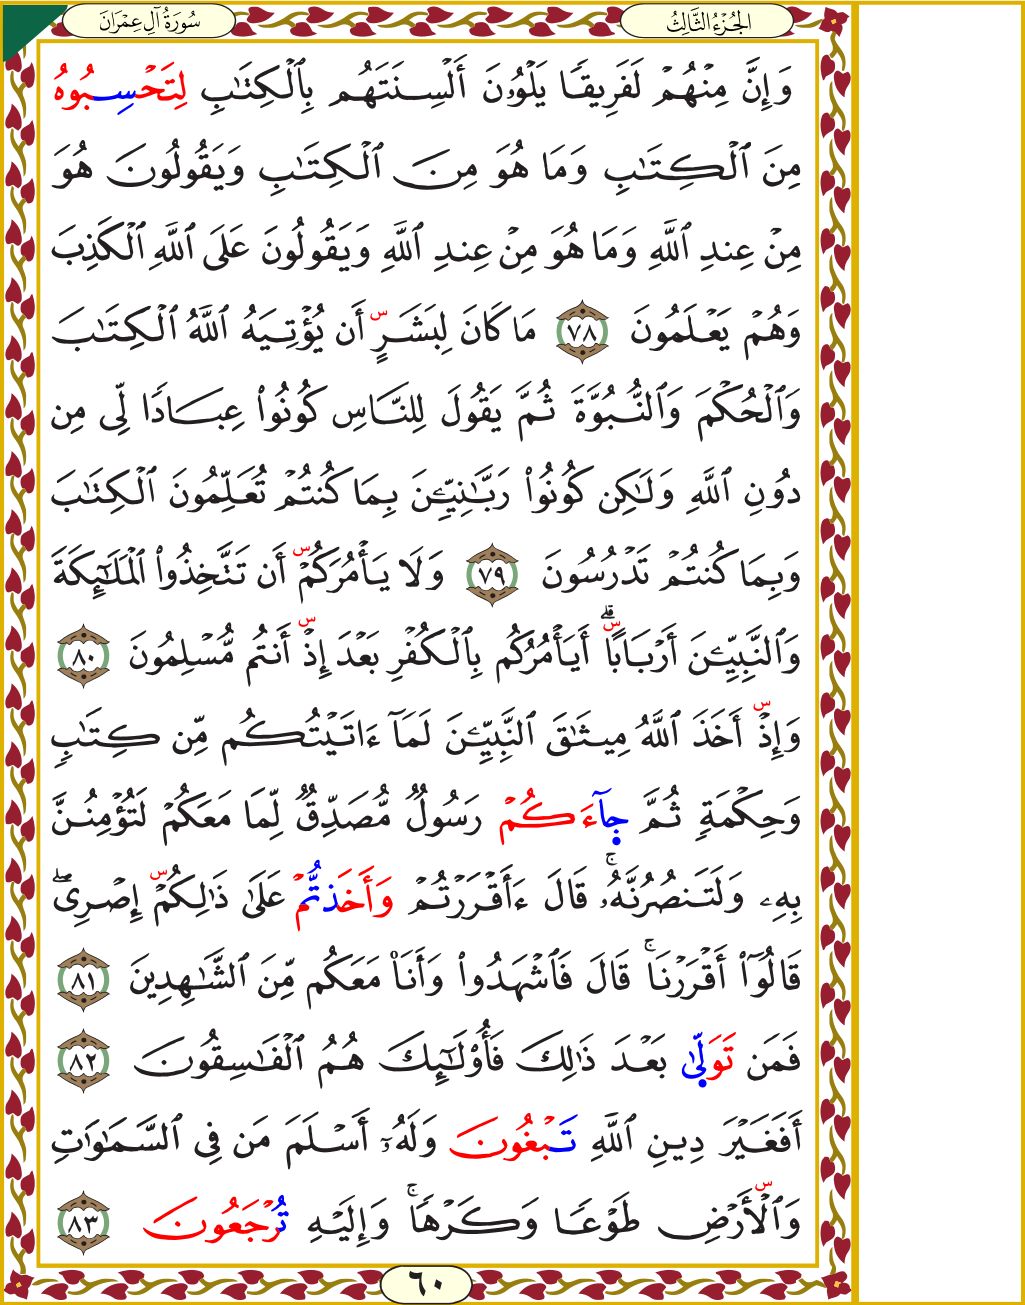 الجُزْءُ الثَّالِثُ
سُورَةُ آلِ عِمْرَانَ
وَإِنَّ مِنْهُمْ لَفَرِيقًا يَلْوُۥنَ أَلْسِنَتَهُم بِٱلْكِتَٰبِ لِتَحْسِبُوهُ
مِنَ ٱلْكِتَٰبِ وَمَا هُوَ مِنَ ٱلْكِتَٰبِ وَيَقُولُونَ هُوَ
مِنْ عِندِ ٱللَّهِ وَمَا هُوَ مِنْ عِندِ ٱللَّهِ وَيَقُولُونَ عَلَى ٱللَّهِ ٱلْكَذِبَ
وَهُمْ يَعْلَمُونَ ٧٨ مَا كَانَ لِبَشَرٍ س أَن يُؤْتِيَهُ ٱللَّهُ ٱلْكِتَٰبَ
وَٱلْحُكْمَ وَٱلنُّبُوَّةَ ثُمَّ يَقُولَ لِلنَّاسِ كُونُوا۟ عِبَادًا لِّى مِن
دُونِ ٱللَّهِ وَلَٰكِن كُونُوا۟ رَبَّٰنِيِّۦنَ بِمَا كُنتُمْ تُعَلِّمُونَ ٱلْكِتَٰبَ
وَبِمَا كُنتُمْ تَدْرُسُونَ ٧٩ وَلَا يَأْمُرَكُمْ س أَن تَتَّخِذُوا۟ ٱلْمَلَٰٓئِكَةَ
وَٱلنَّبِيِّۦنَ أَرْبَابًا ۗ س أَيَأْمُرُكُم بِٱلْكُفْرِ بَعْدَ إِذْ س أَنتُم مُّسْلِمُونَ ٨٠
وَإِذْ س أَخَذَ ٱللَّهُ مِيثَٰقَ ٱلنَّبِيِّۦنَ لَمَآ ءَاتَيْتُكُم مِّن كِتَٰبٍ
وَحِكْمَةٍ ثُمَّ جَآءَكُمْ رَسُولٌ مُّصَدِّقٌ لِّمَا مَعَكُمْ لَتُؤْمِنُنَّ
بِهِۦ وَلَتَنصُرُنَّهُۥ ۚ قَالَ ءَأَقْرَرْتُمْ وَأَخَذتُّمْ عَلَىٰ ذَٰلِكُمْ س إِصْرِى ۖ
قَالُوٓا۟ أَقْرَرْنَا ۚ قَالَ فَٱشْهَدُوا۟ وَأَنَا۠ مَعَكُم مِّنَ ٱلشَّٰهِدِينَ ٨١
فَمَن تَوَلَّىٰ بَعْدَ ذَٰلِكَ فَأُو۟لَٰٓئِكَ هُمُ ٱلْفَٰسِقُونَ ٨٢
أَفَغَيْرَ دِينِ ٱللَّهِ تَبْغُونَ وَلَهُۥٓ أَسْلَمَ مَن فِى ٱلسَّمَٰوَٰتِ
وَٱلْأَرْضِ س طَوْعًا وَكَرْهًا ۚ وَإِلَيْهِ تُرْجَعُونَ ٨٣
٦٠